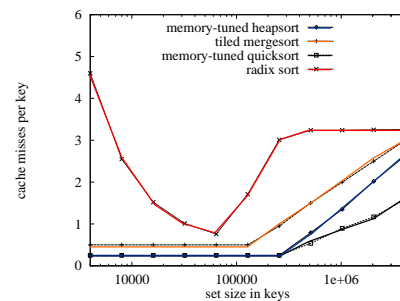 6
5
4
3
2
1
0
10000
100000
1e+06
cache misses per key
set size in keys
memory-tuned heapsort
tiled mergesort
memory-tuned quicksort
radix sort